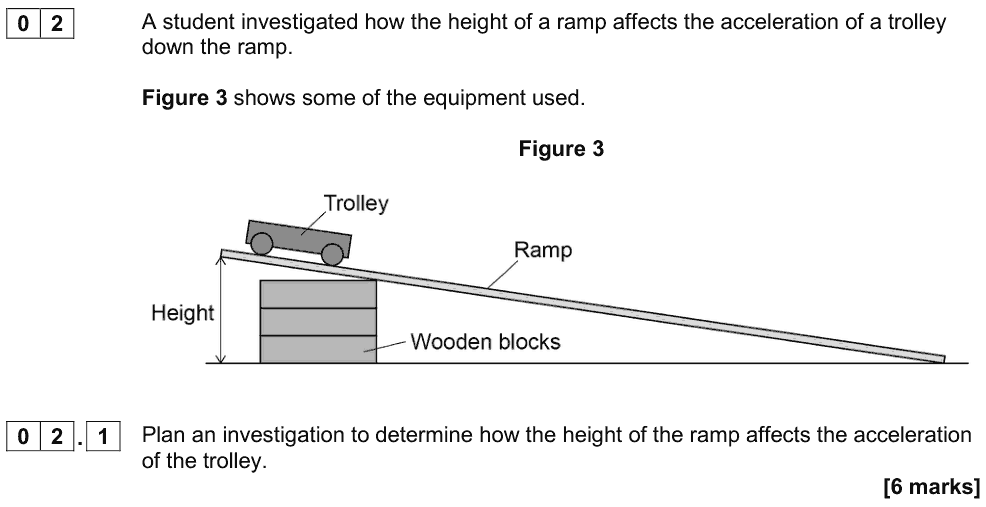 0 2 A student investigated how the height of a ramp affects the acceleration of a trolley
down the ramp.
Figure 3 shows some of the equipment used.
Figure 3
Trolley
Ramp
Height
Wooden blocks
0 2 . 1 Plan an investigation to determine how the height of the ramp affects the acceleration
of the trolley.
[6 marks]